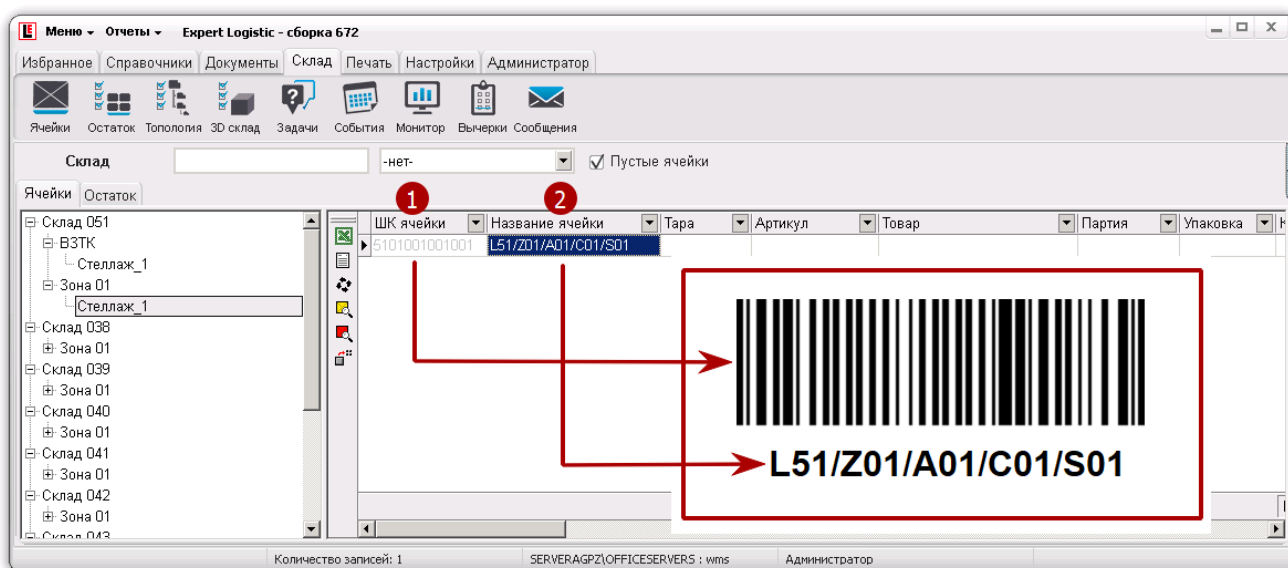 LE Меню Отчеты Expert Logistic - сборка 672
Избранное Справочники Документы Склад Печать Настройки Администратор
Ячейки Остаток Топология 3D склад Задачи События Монитор Вычерки Сообщения
Склад -нет- Пустые ячейки
Ячейки Остаток
1 2
ШК ячейки Название ячейки Тара Артикул Товар Партия Упаковка
5101001001001 L51/Z01/A01/C01/S01
Склад 051
ВЗТК
Стеллаж_1
Зона 01
Стеллаж_1
Склад 038
Зона 01
Склад 039
Зона 01
Склад 040
Зона 01
Склад 041
Зона 01
Склад 042
Зона 01
Склад 043
L51/Z01/A01/C01/S01
Количество записей: 1 SERVERAGPZ\OFFICESERVERS : wms Администратор